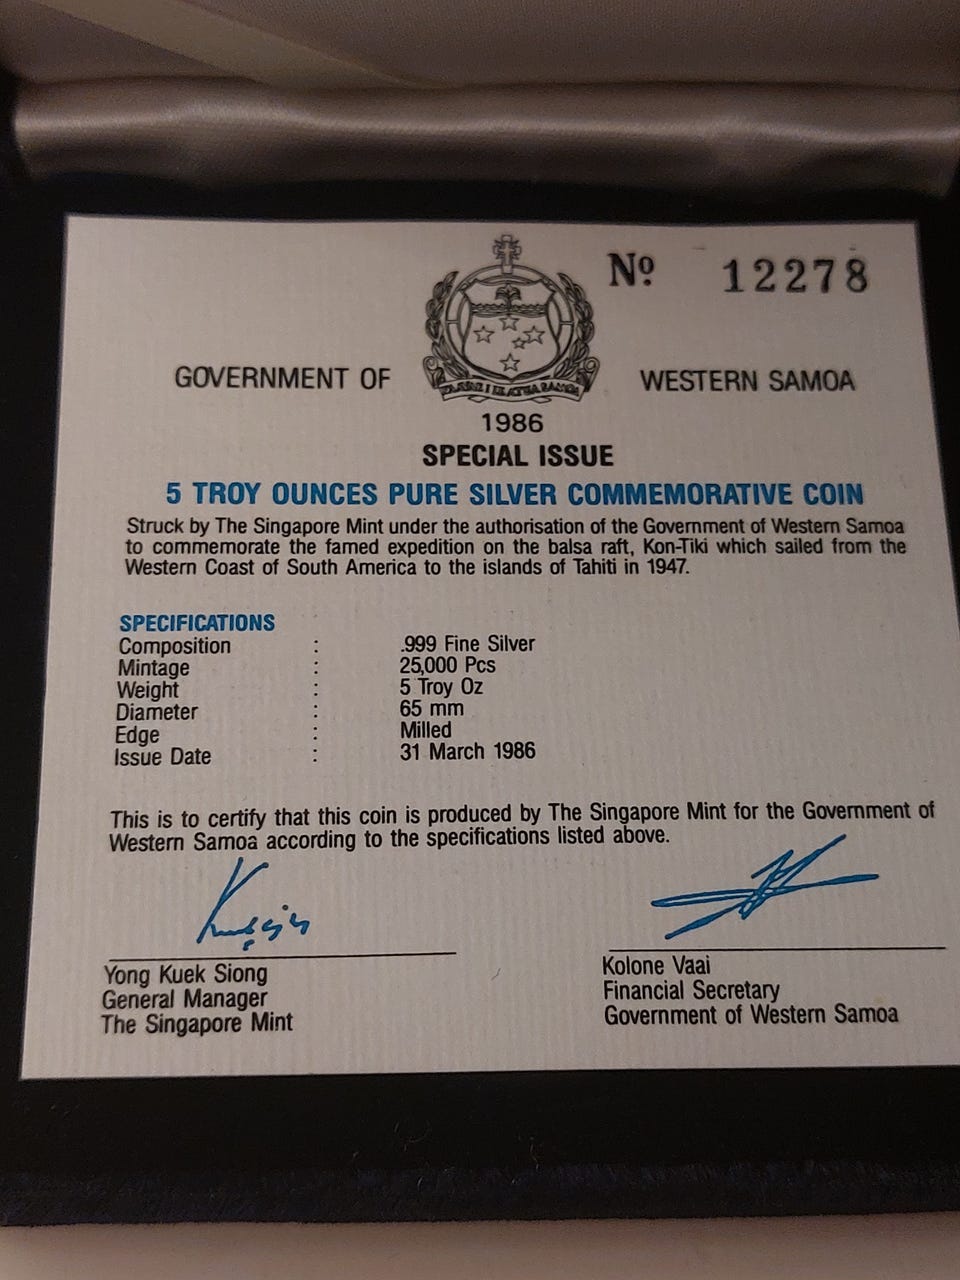 Nº 12278
GOVERNMENT OF WESTERN SAMOA
1986
SPECIAL ISSUE
5 TROY OUNCES PURE SILVER COMMEMORATIVE COIN
Struck by The Singapore Mint under the authorisation of the Government of Western Samoa
to commemorate the famed expedition on the balsa raft, Kon-Tiki which sailed from the
Western Coast of South America to the islands of Tahiti in 1947.
SPECIFICATIONS
Composition : .999 Fine Silver
Mintage : 25,000 Pcs
Weight : 5 Troy Oz
Diameter : 65 mm
Edge : Milled
Issue Date : 31 March 1986
This is to certify that this coin is produced by The Singapore Mint for the Government of
Western Samoa according to the specifications listed above.
Yong Kuek Siong
General Manager
The Singapore Mint
Kolone Vaai
Financial Secretary
Government of Western Samoa